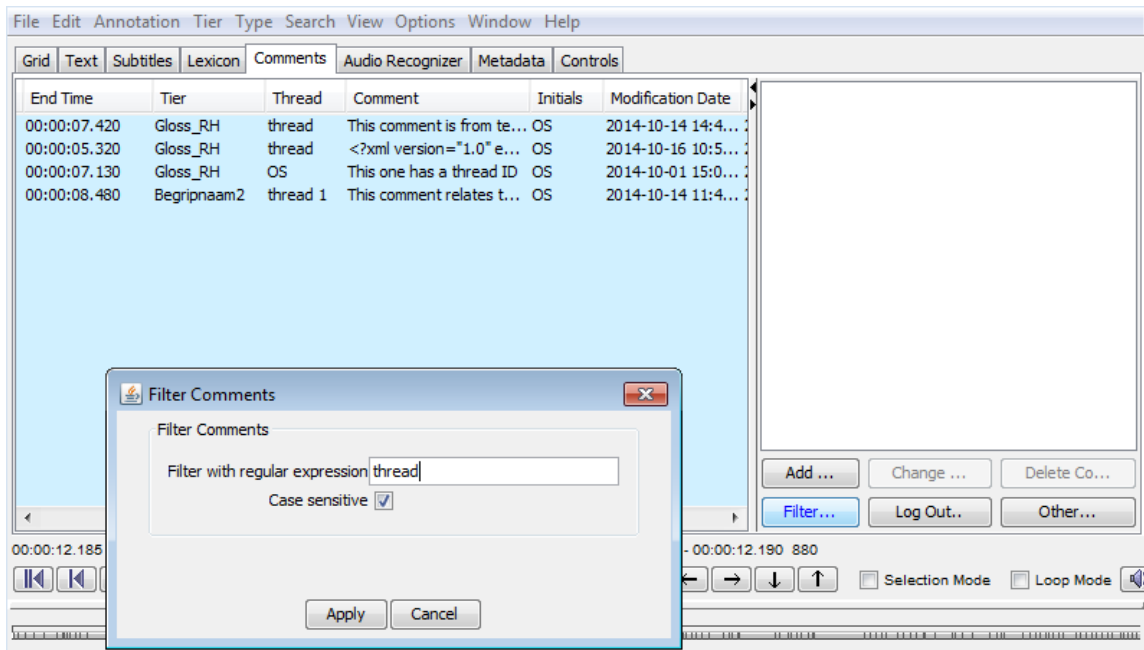 File Edit Annotation Tier Type Search View Options Window Help
Grid Text Subtitles Lexicon Comments Audio Recognizer Metadata Controls
End Time Tier Thread Comment Initials Modification Date
00:00:07.420 Gloss_RH thread This comment is from te... OS 2014-10-14 14:4...
00:00:05.320 Gloss_RH thread <?xml version="1.0" e... OS 2014-10-16 10:5...
00:00:07.130 Gloss_RH OS This one has a thread ID OS 2014-10-01 15:0...
00:00:08.480 Begripnaam2 thread 1 This comment relates t... OS 2014-10-14 11:4...
Filter Comments
Filter Comments
Filter with regular expression thread
Case sensitive
Apply Cancel
Add ... Change ... Delete Co...
Filter... Log Out.. Other...
00:00:12.185 - 00:00:12.190 880
Selection Mode Loop Mode